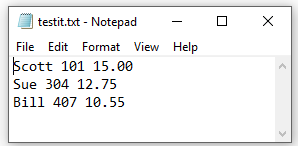 testit.txt - Notepad
File Edit Format View Help
Scott 101 15.00
Sue 304 12.75
Bill 407 10.55